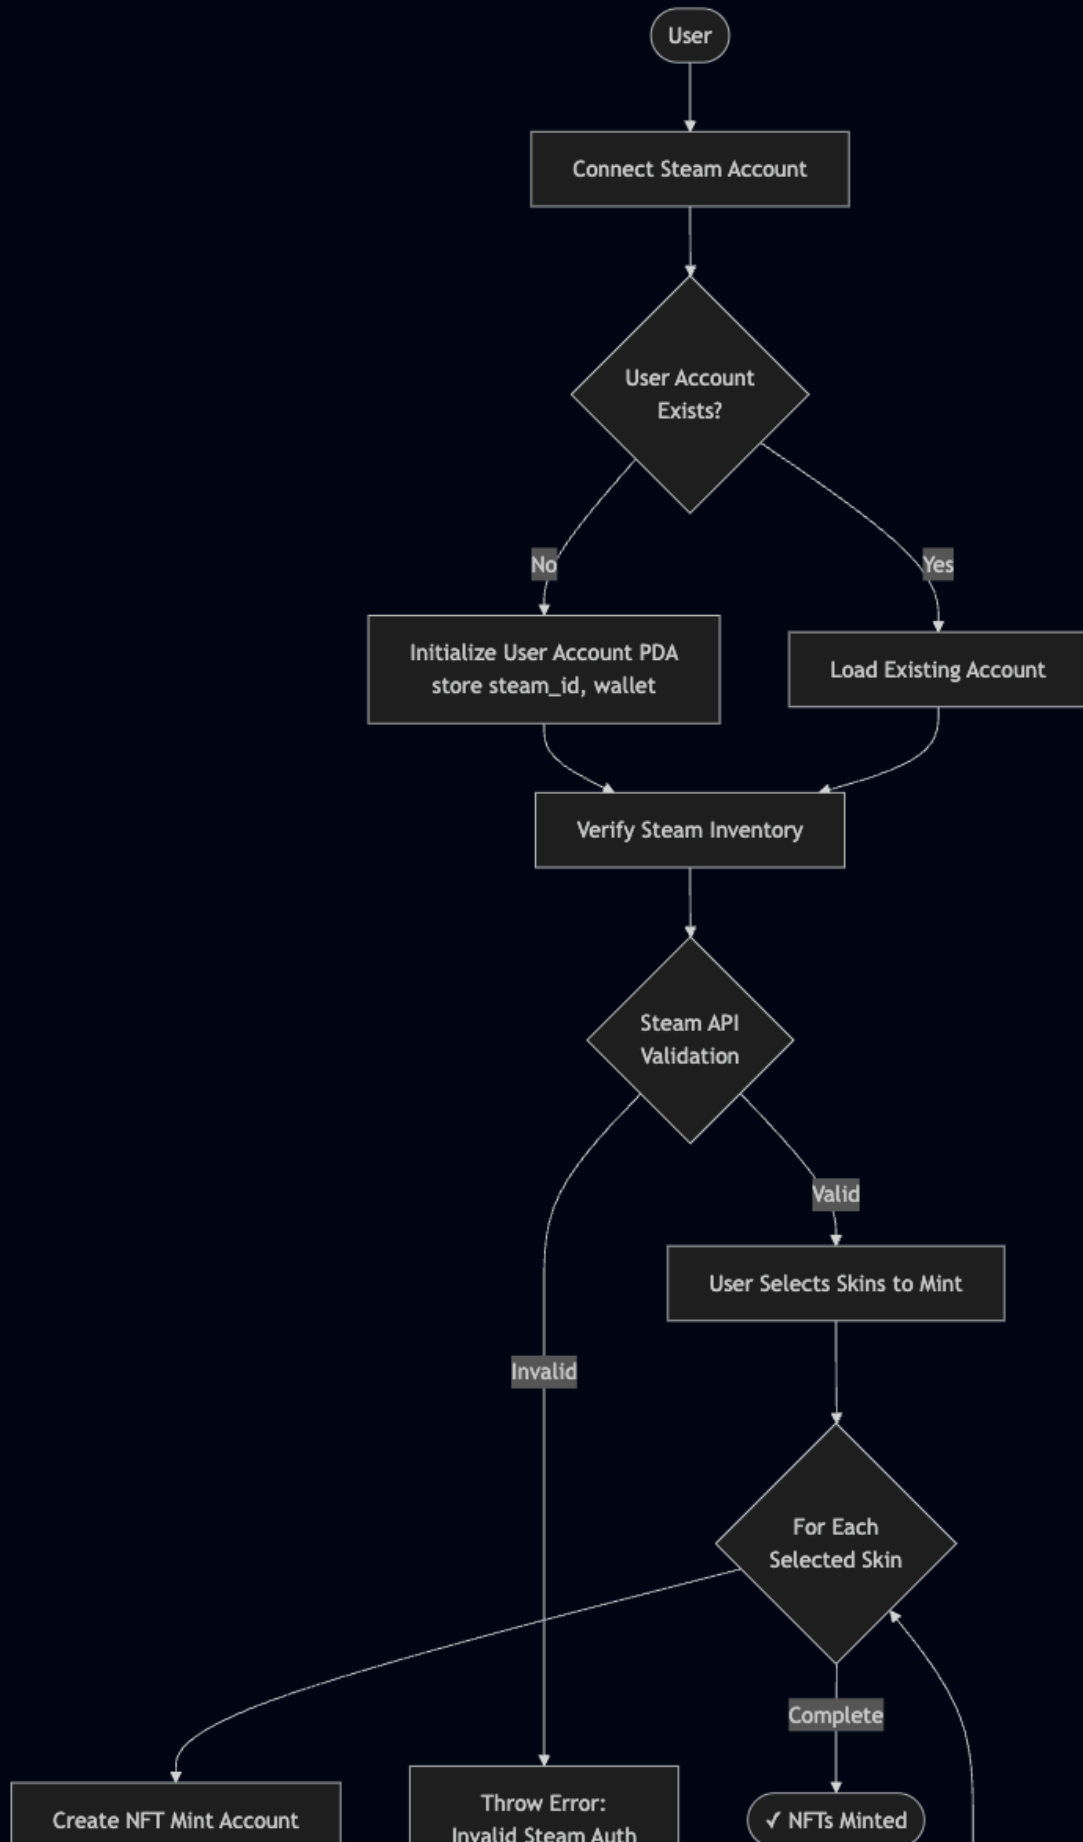 User
Connect Steam Account
User Account
Exists?
No
Yes
Initialize User Account PDA
store steam_id, wallet
Load Existing Account
Verify Steam Inventory
Steam API
Validation
Valid
User Selects Skins to Mint
Invalid
For Each
Selected Skin
Complete
Create NFT Mint Account
Throw Error:
Invalid Steam Auth
✓ NFTs Minted